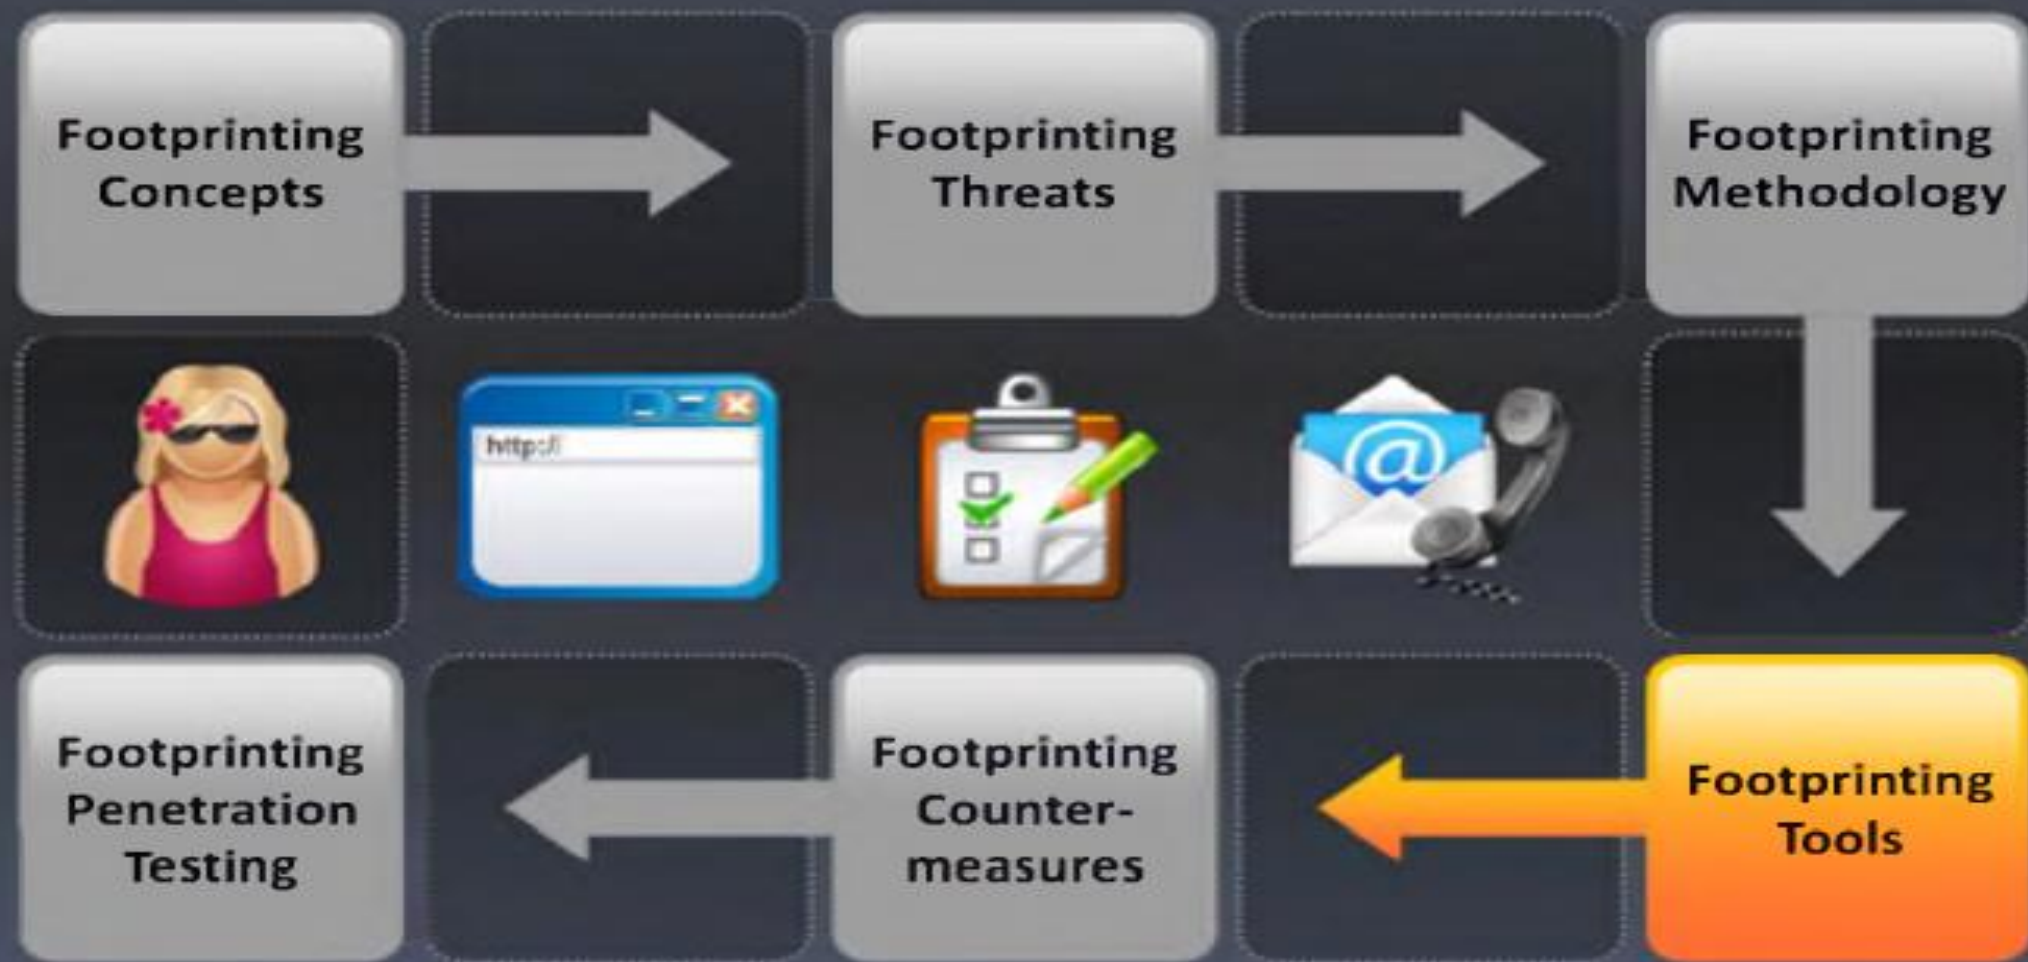 Footprinting
Concepts
Footprinting
Threats
Footprinting
Methodology
http://
@
Footprinting
Penetration
Testing
Footprinting
Counter-
measures
Footprinting
Tools